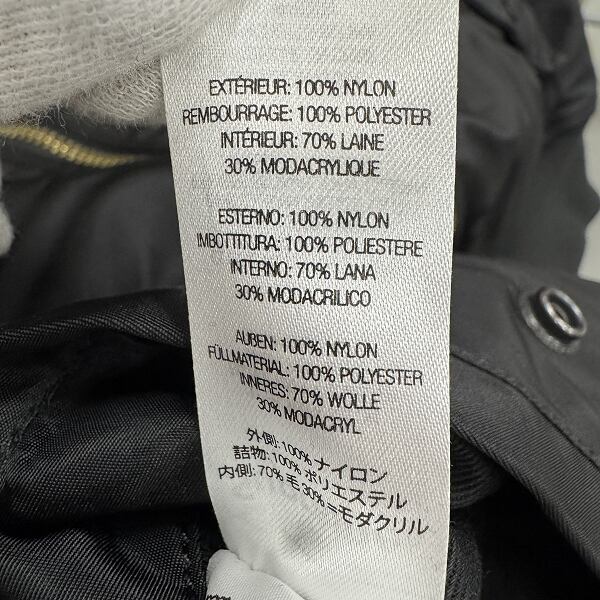 EXTÉRIEUR: 100% NYLON
REMBOURRAGE: 100% POLYESTER
INTÉRIEUR: 70% LAINE
30% MODACRYLIQUE
ESTERNO: 100% NYLON
IMBOTTITURA: 100% POLIESTERE
INTERNO: 70% LANA
30% MODACRILICO
AUBEN: 100% NYLON
FÜLLMATERIAL: 100% POLYESTER
INNERES: 70% WOLLE
30% MODACRYL
外側: 100% ナイロン
詰物: 100% ポリエステル
内側: 70% 毛 30% =モダクリル